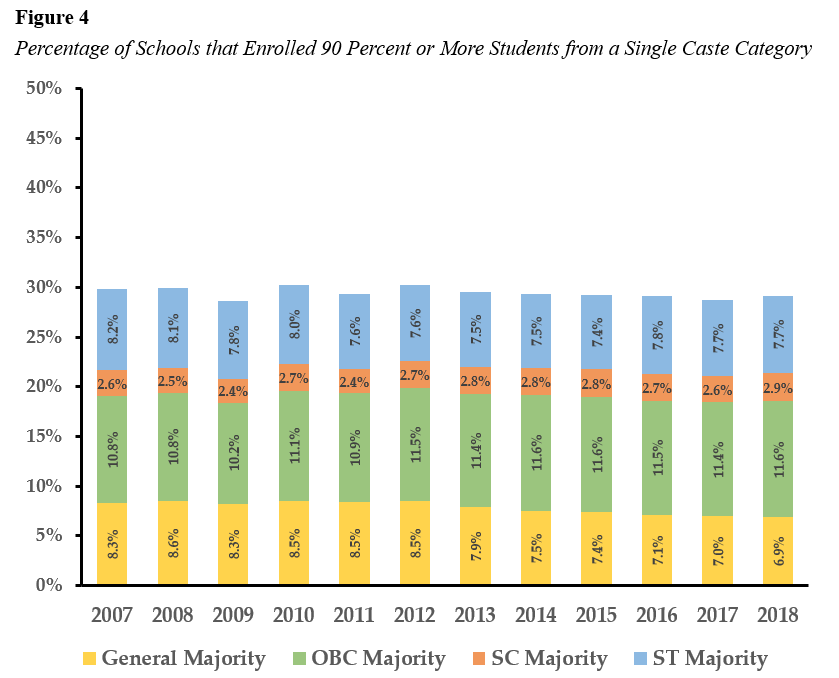 Figure 4
Percentage of Schools that Enrolled 90 Percent or More Students from a Single Caste Category
50%
45%
40%
35%
30%
25%
20%
15%
10%
5%
0%
8.2% 8.1% 7.8% 8.0% 7.6% 7.6% 7.5% 7.5% 7.4% 7.8% 7.7% 7.7%
2.6% 2.5% 2.4% 2.7% 2.4% 2.7% 2.8% 2.8% 2.8% 2.7% 2.6% 2.9%
10.8% 10.8% 10.2% 11.1% 10.9% 11.5% 11.4% 11.6% 11.6% 11.5% 11.4% 11.6%
8.3% 8.6% 8.3% 8.5% 8.5% 8.5% 7.9% 7.5% 7.4% 7.1% 7.0% 6.9%
2007 2008 2009 2010 2011 2012 2013 2014 2015 2016 2017 2018
General Majority OBC Majority SC Majority ST Majority